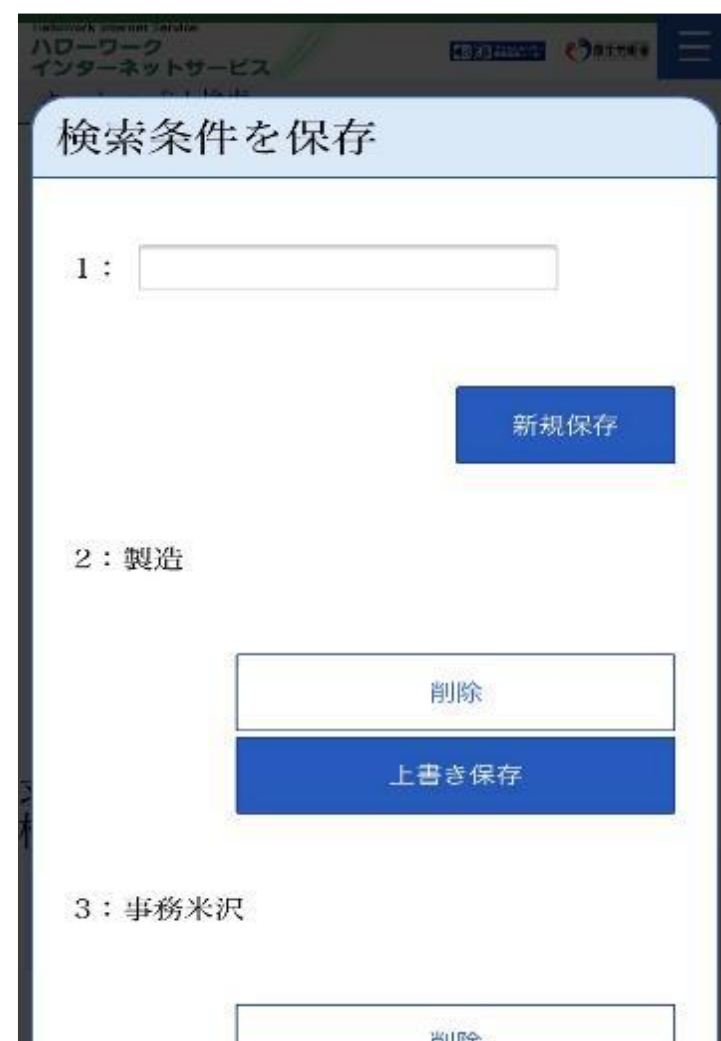 ハローワーク
インターネットサービス
検索条件を保存
1：
新規保存
2：製造
削除
上書き保存
3：事務米沢
削除